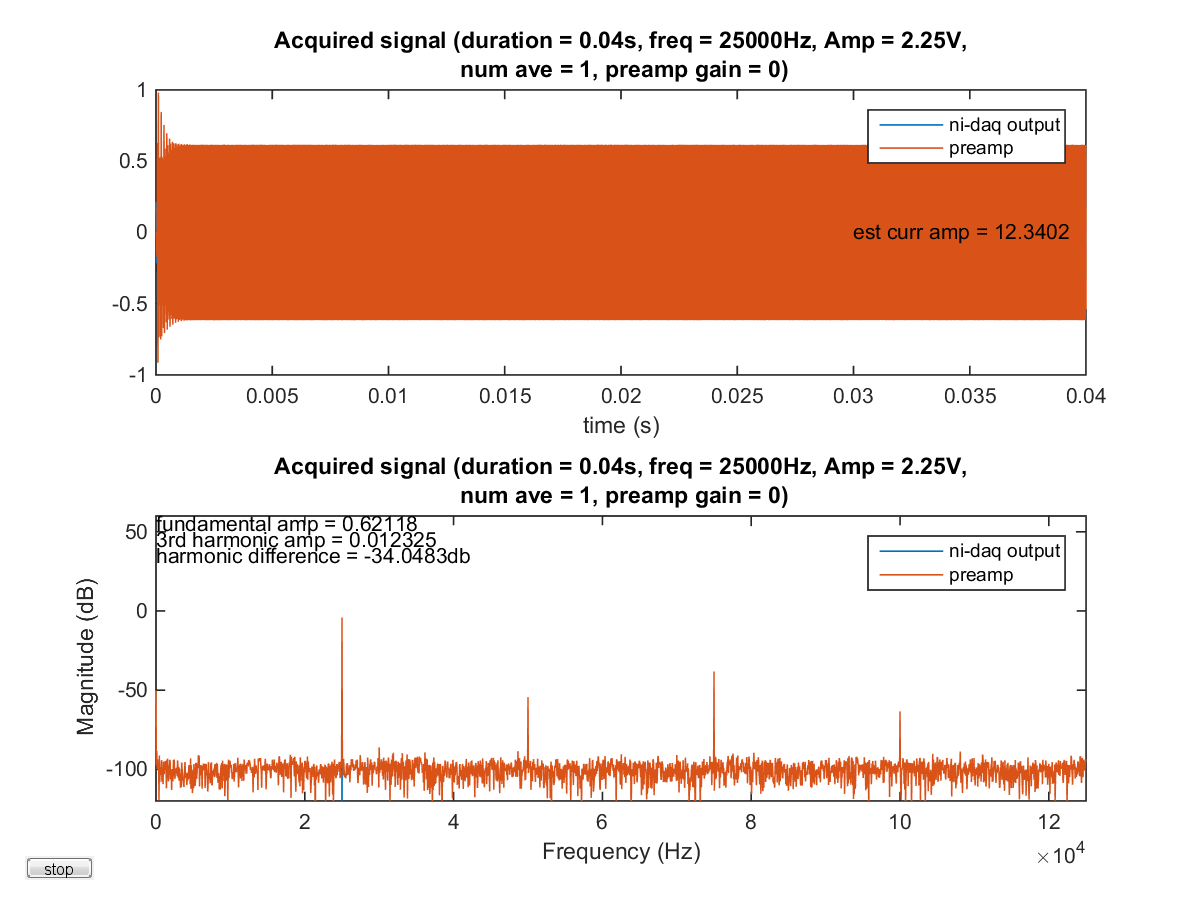 Acquired signal (duration = 0.04s, freq = 25000Hz, Amp = 2.25V,
num ave = 1, preamp gain = 0)
1
0.5
0
-0.5
-1
ni-daq output
preamp
est curr amp = 12.3402
0 0.005 0.01 0.015 0.02 0.025 0.03 0.035 0.04
time (s)
Acquired signal (duration = 0.04s, freq = 25000Hz, Amp = 2.25V,
num ave = 1, preamp gain = 0)
fundamental amp = 0.62118
3rd harmonic amp = 0.012325
harmonic difference = -34.0483db
ni-daq output
preamp
50
0
-50
-100
Magnitude (dB)
0 2 4 6 8 10 12
Frequency (Hz)
×10⁴
stop